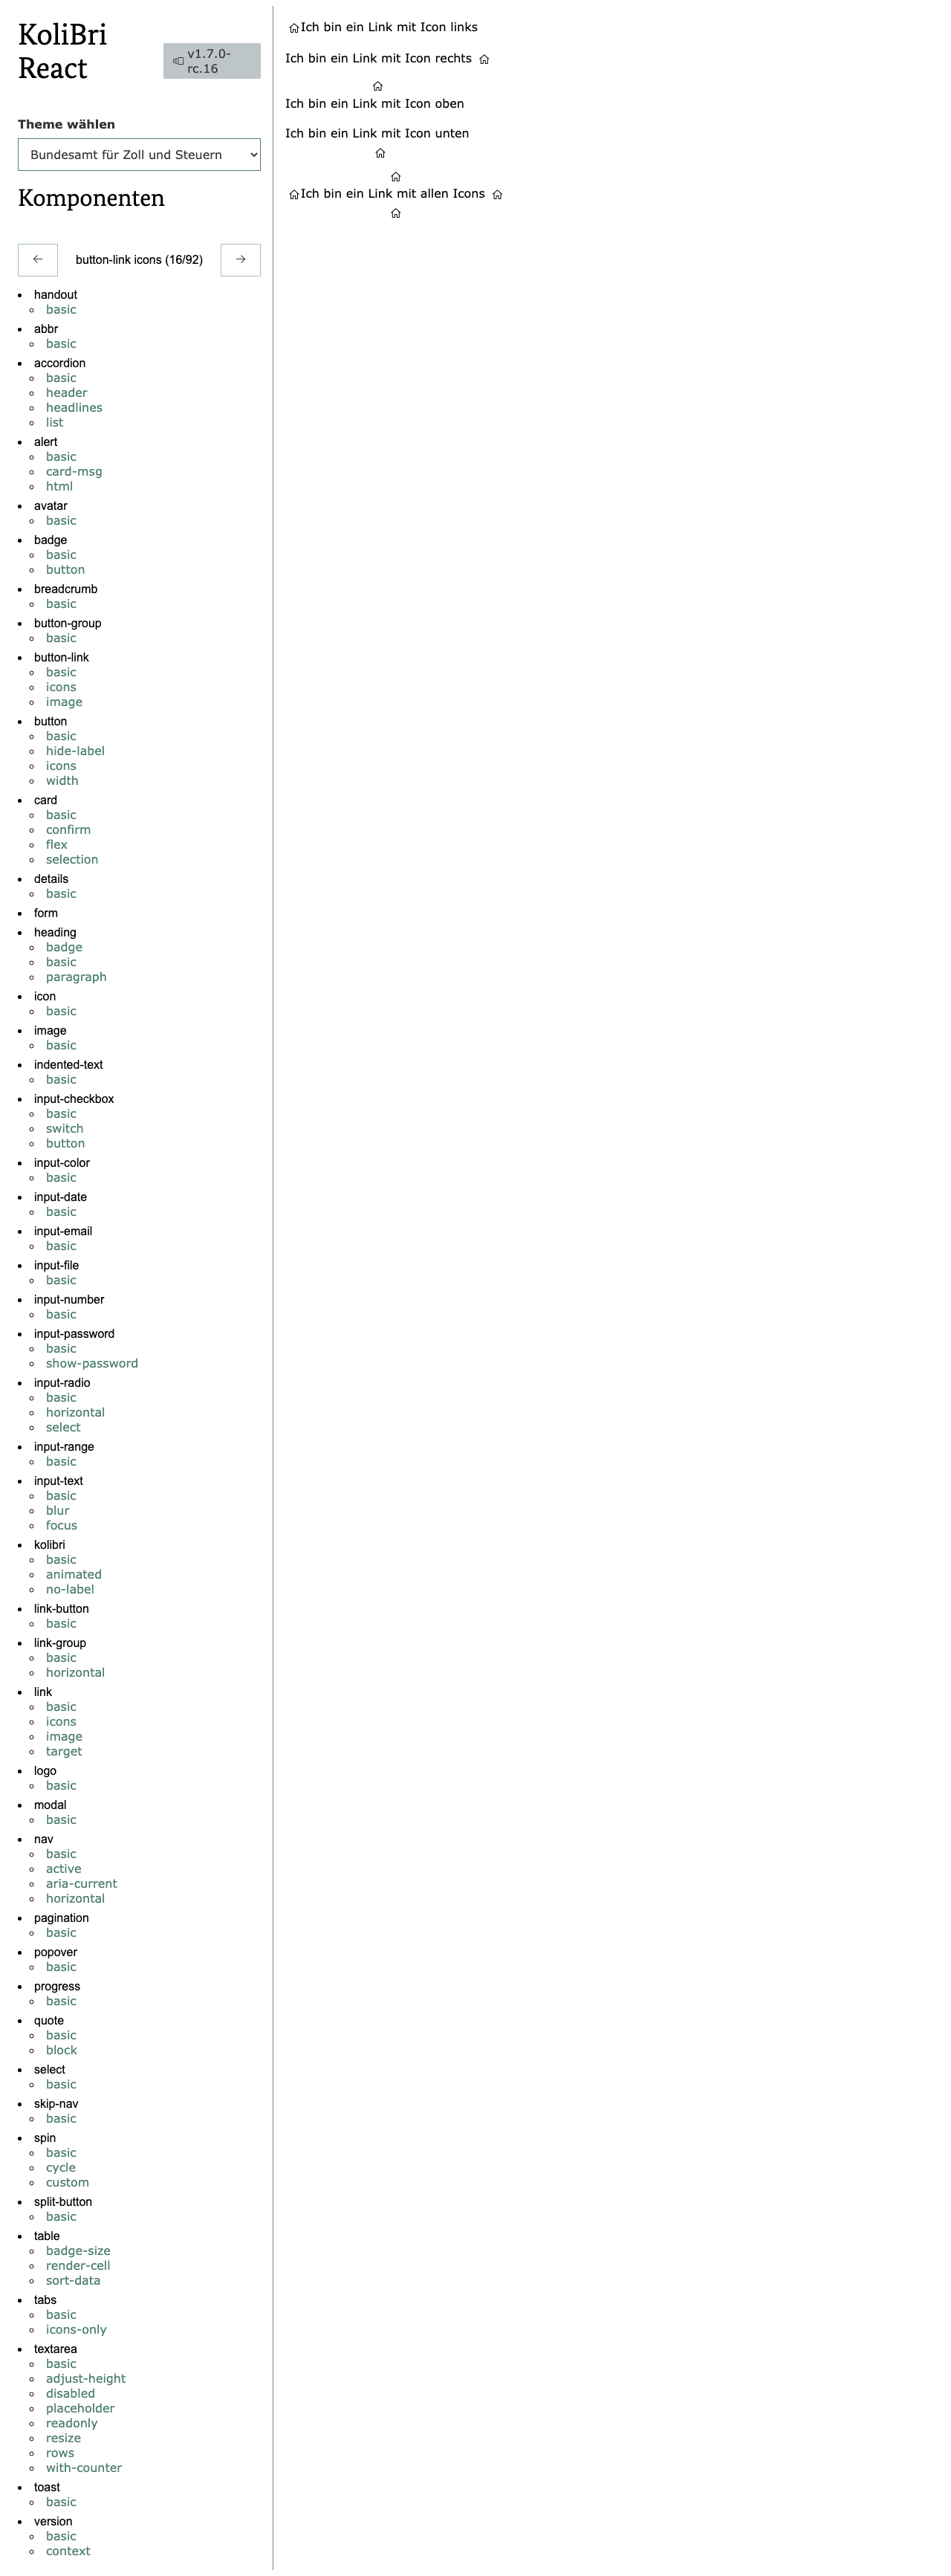 KoliBri
React
v1.7.0-
rc.16
Theme wählen
Bundesamt für Zoll und Steuern
Komponenten
button-link icons (16/92)
handout
basic
abbr
basic
accordion
basic
header
headlines
list
alert
basic
card-msg
html
avatar
basic
badge
basic
button
breadcrumb
basic
button-group
basic
button-link
basic
icons
image
button
basic
hide-label
icons
width
card
basic
confirm
flex
selection
details
basic
form
heading
badge
basic
paragraph
icon
basic
image
basic
indented-text
basic
input-checkbox
basic
switch
button
input-color
basic
input-date
basic
input-email
basic
input-file
basic
input-number
basic
input-password
basic
show-password
input-radio
basic
horizontal
select
input-range
basic
input-text
basic
blur
focus
kolibri
basic
animated
no-label
link-button
basic
link-group
basic
horizontal
link
basic
icons
image
target
logo
basic
modal
basic
nav
basic
active
aria-current
horizontal
pagination
basic
popover
basic
progress
basic
quote
basic
block
select
basic
skip-nav
basic
spin
basic
cycle
custom
split-button
basic
table
badge-size
render-cell
sort-data
tabs
basic
icons-only
textarea
basic
adjust-height
disabled
placeholder
readonly
resize
rows
with-counter
toast
basic
version
basic
context
Ich bin ein Link mit Icon links
Ich bin ein Link mit Icon rechts
Ich bin ein Link mit Icon oben
Ich bin ein Link mit Icon unten
Ich bin ein Link mit allen Icons